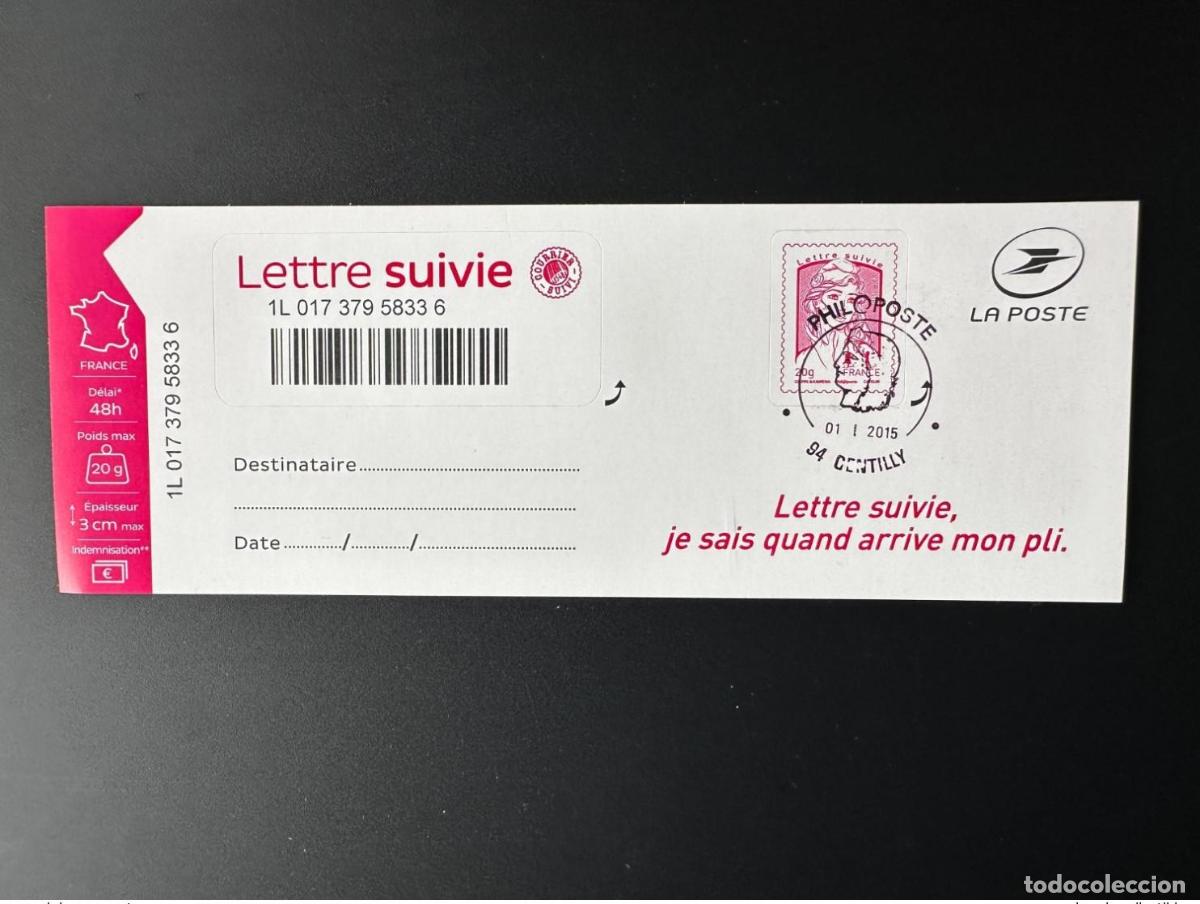 FRANCE
Délai*
48h
Poids max
20 g
Épaisseur
3 cm max
Indemnisation**
€
1L 017 379 5833 6
Lettre suivie
COURRIER SUIVI
1L 017 379 5833 6
Destinataire
Date / /
Lettre suivie
20g
FRANCE
PHILOPOSTE
01 I 2015
94 GENTILLY
LA POSTE
Lettre suivie,
je sais quand arrive mon pli.
todocoleccion